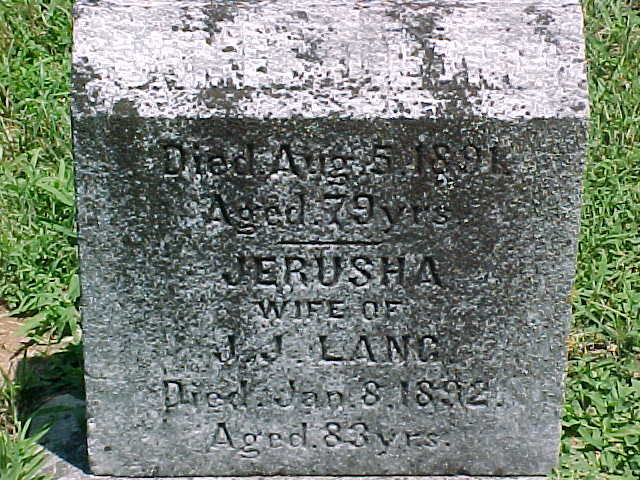 Died. Aug. 5. 1891.
Aged. 79 yrs.
JERUSHA
WIFE OF
J. J. LANG
Died. Jan. 8. 1892.
Aged. 83 yrs.